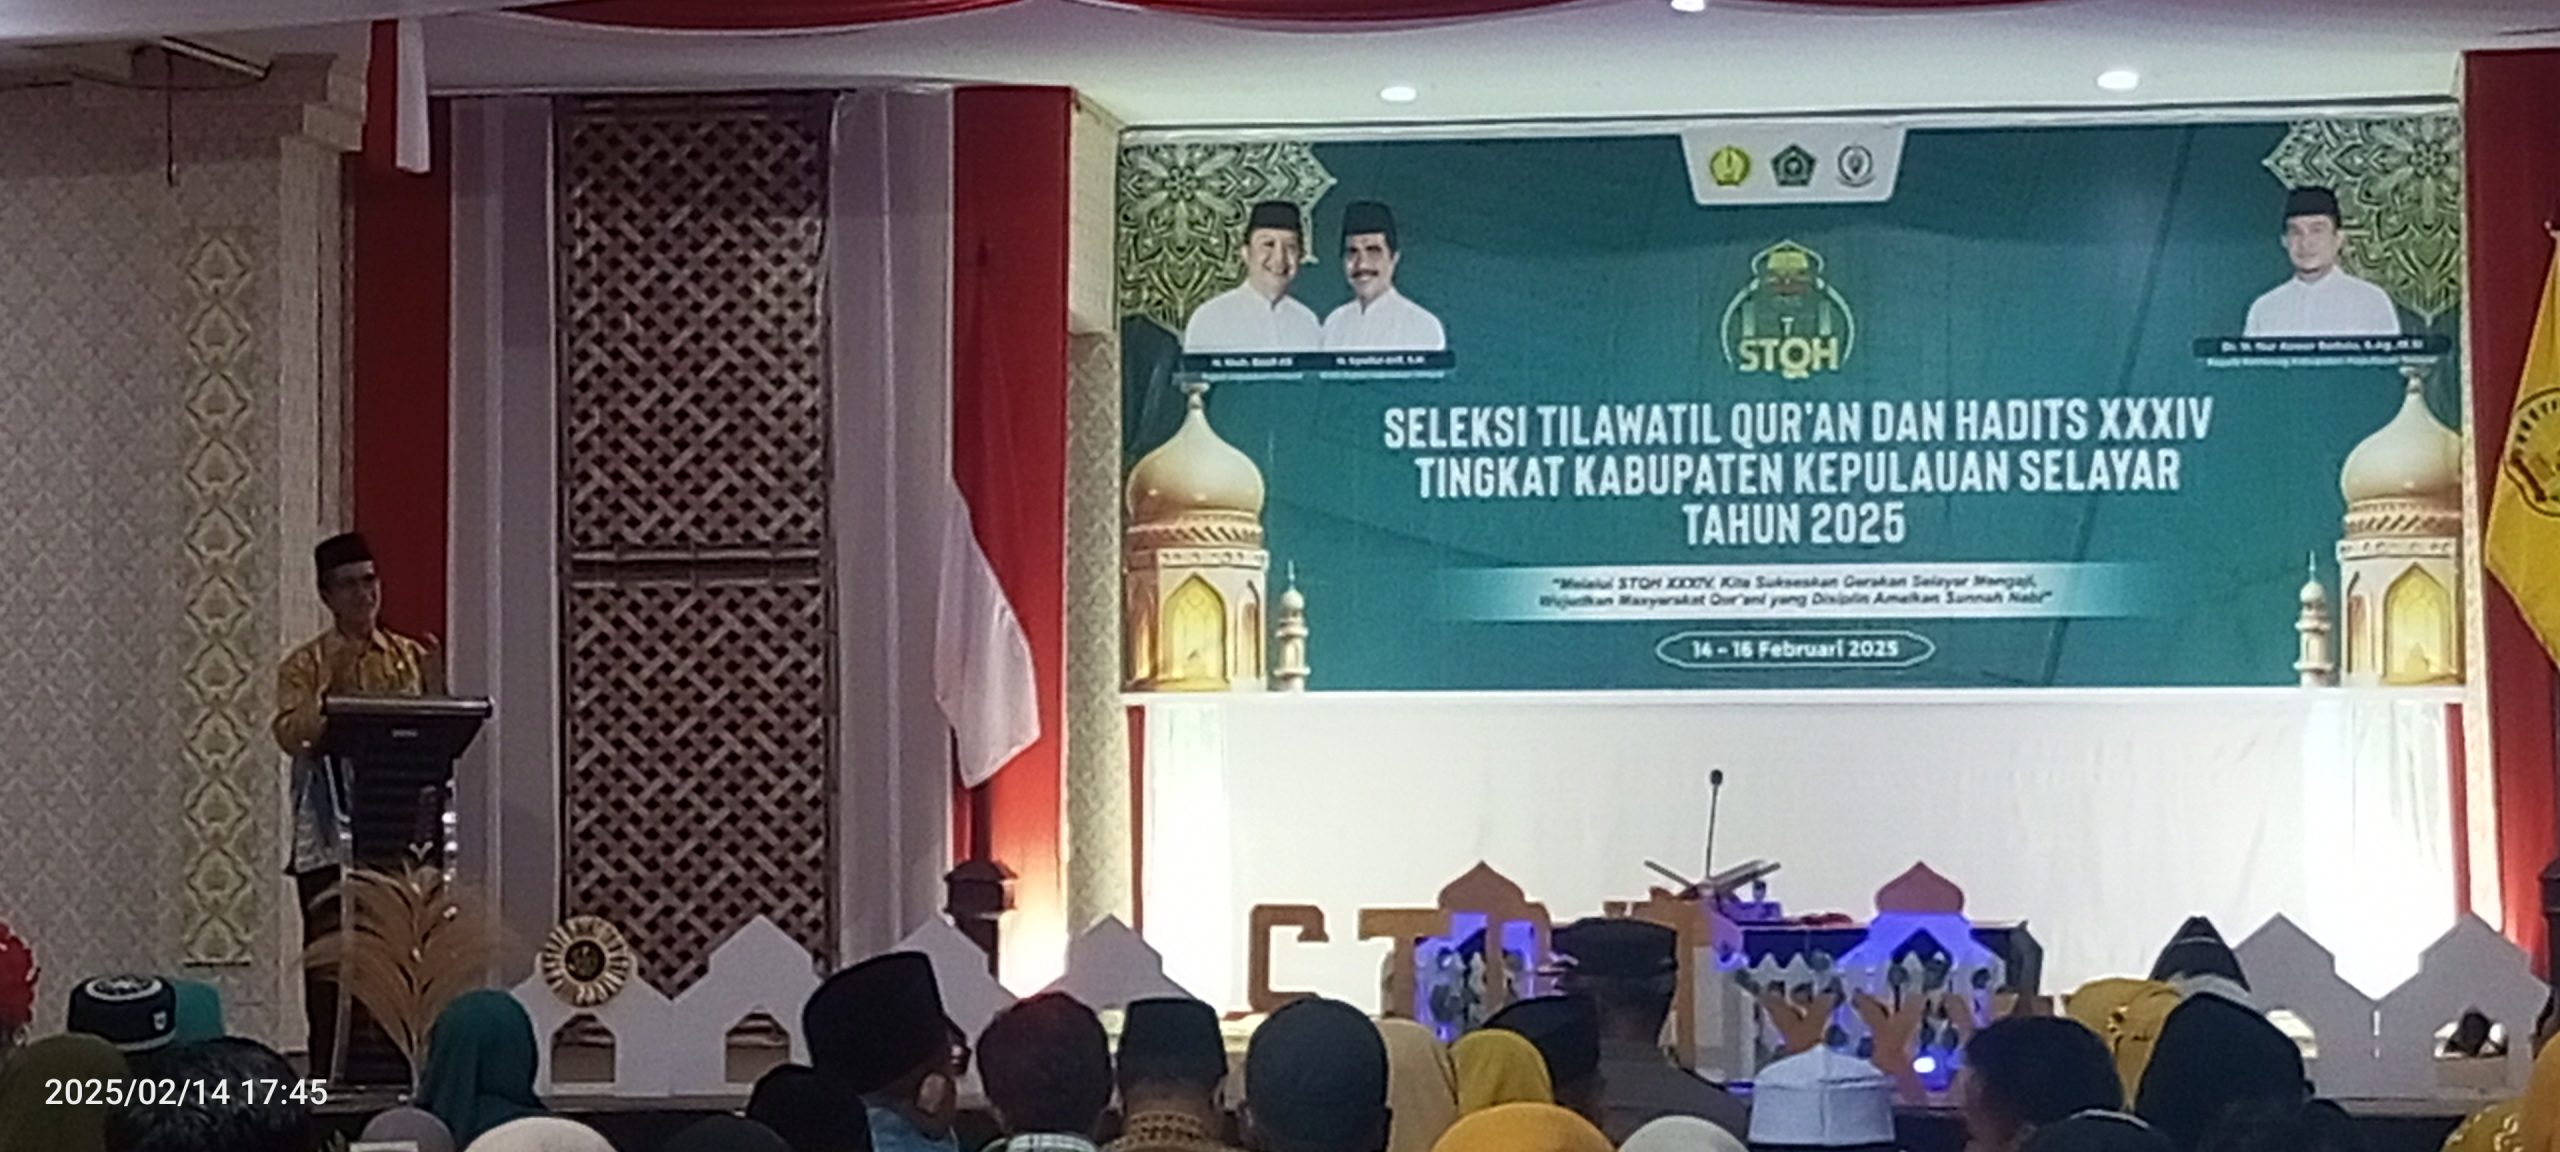 STQH
SELEKSI TILAWATIL QUR'AN DAN HADITS XXXIV
TINGKAT KABUPATEN KEPULAUAN SELAYAR
TAHUN 2025
"Melalui STQH XXXIV, Kita Sukseskan Gerakan Selayar Mengaji,
Wujudkan Masyarakat Qur'ani yang Disiplin Amalkan Sunnah Nabi"
14 - 16 Februari 2025
2025/02/14 17:45